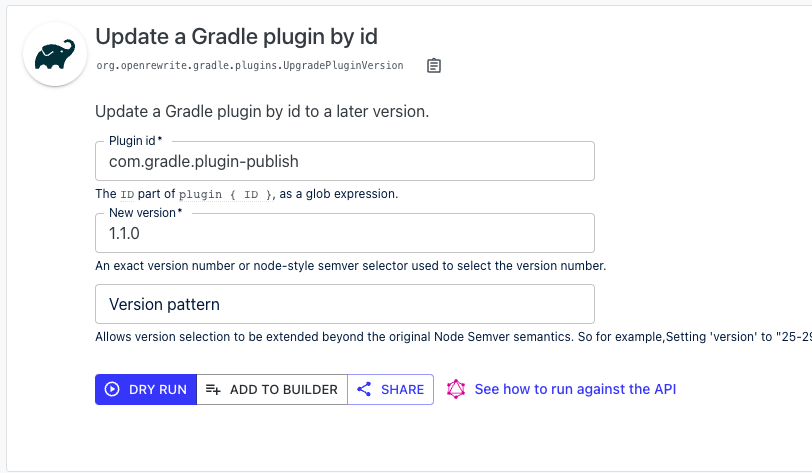 Update a Gradle plugin by id
org.openrewrite.gradle.plugins.UpgradePluginVersion
Update a Gradle plugin by id to a later version.
Plugin id*
com.gradle.plugin-publish
The ID part of plugin { ID }, as a glob expression.
New version*
1.1.0
An exact version number or node-style semver selector used to select the version number.
Version pattern
Allows version selection to be extended beyond the original Node Semver semantics. So for example,Setting 'version' to "25-29
DRY RUN ADD TO BUILDER SHARE See how to run against the API